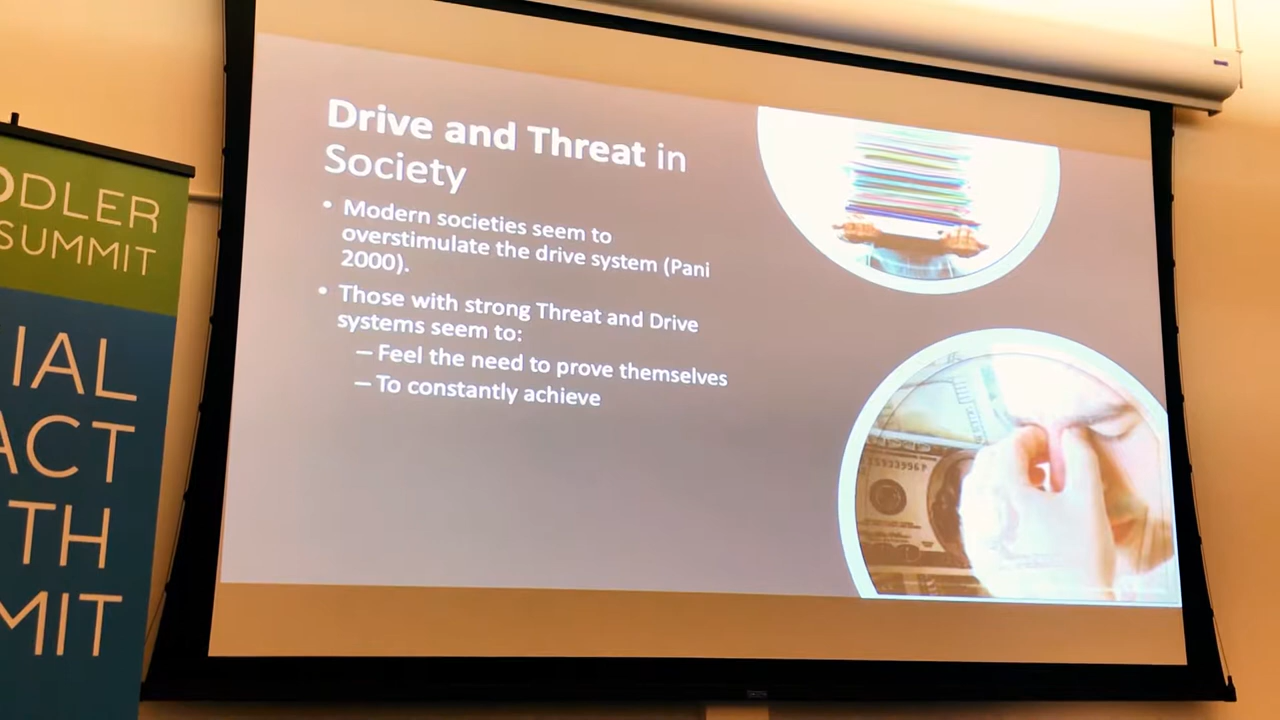 Drive and Threat in
Society
• Modern societies seem to
overstimulate the drive system (Pani
2000).
• Those with strong Threat and Drive
systems seem to:
– Feel the need to prove themselves
– To constantly achieve
ODLER
SUMMIT
IAL
ACT
TH
MIT